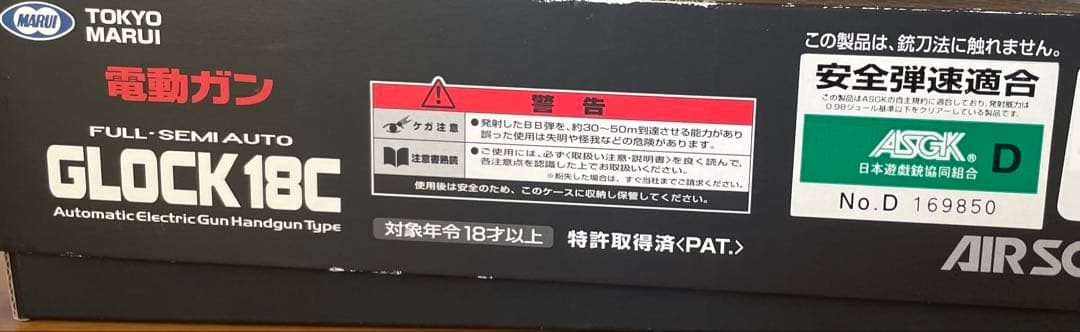 MARUI
TOKYO
MARUI
電動ガン
FULL・SEMI AUTO
GLOCK 18C
Automatic Electric Gun Handgun Type
警告
ケガ注意
●発射したBB弾を、約30〜50m到達させる能力があり
誤った使用は失明や怪我などの危険があります。
注意書熟読
●ご使用には、必ず〈取扱い注意・説明書〉を良く読んで、
各注意点を認識した上でお取扱いください。
※紛失した場合は、すぐ当社までご請求ください。
使用後は安全のため、このケースに収納し保管してください。
対象年令18才以上
特許取得済〈PAT.〉
この製品は、銃刀法に触れません。
安全弾速適合
この製品はASGKの自主規約に適合しており、発射威力は
0.98ジュール基準以下をクリアーしている製品です。
ASGK®
D
日本遊戯銃協同組合
No.D 169850
AIR SO